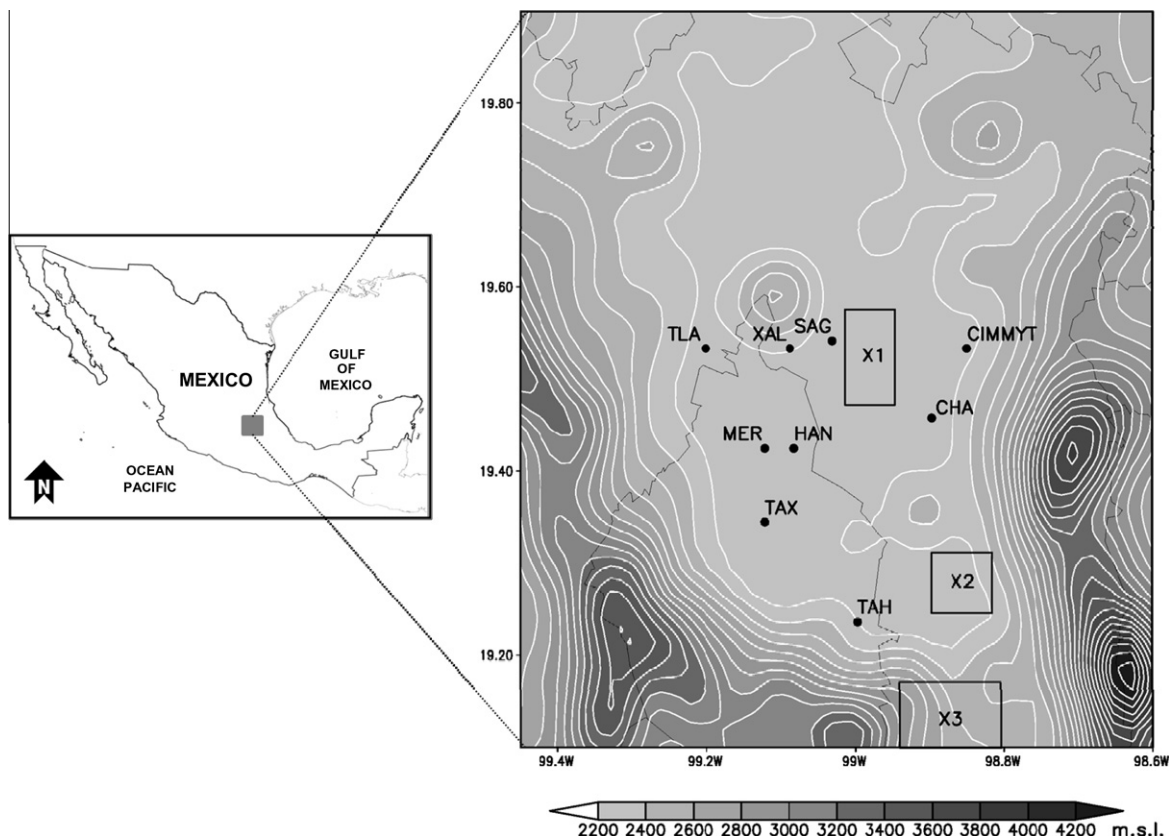 MEXICO
GULF
OF
MEXICO
OCEAN
PACIFIC
N
19.80
19.60
19.40
19.20
TLA
XAL
SAG
X1
CIMMYT
CHA
MER
HAN
TAX
X2
TAH
X3
99.4W
99.2W
99W
98.8W
98.6W
2200 2400 2600 2800 3000 3200 3400 3600 3800 4000 4200 m.s.l.